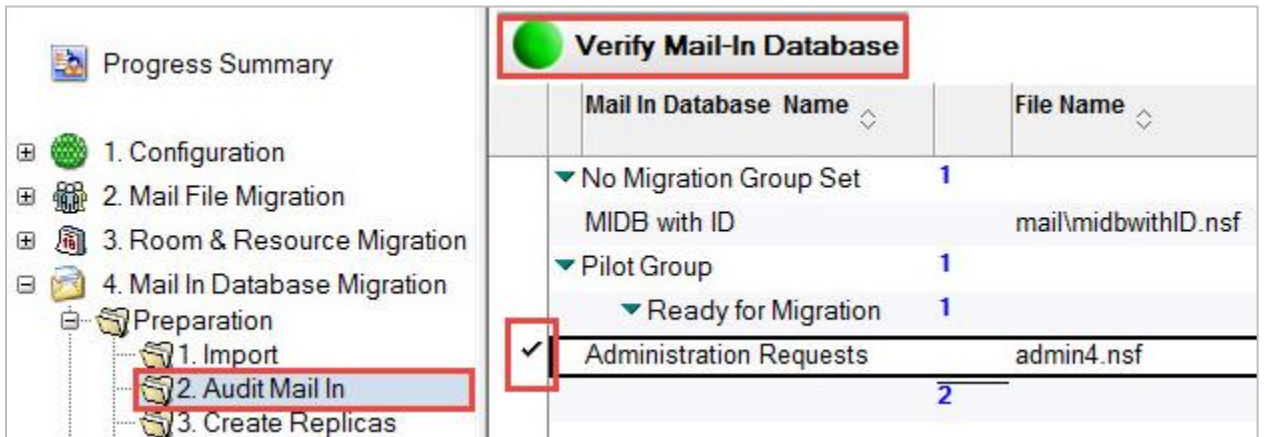 Progress Summary
1. Configuration
2. Mail File Migration
3. Room & Resource Migration
4. Mail In Database Migration
Preparation
1. Import
2. Audit Mail In
3. Create Replicas
Verify Mail-In Database
Mail In Database Name File Name
No Migration Group Set 1
MIDB with ID mail\midbwithID.nsf
Pilot Group 1
Ready for Migration 1
Administration Requests admin4.nsf
2